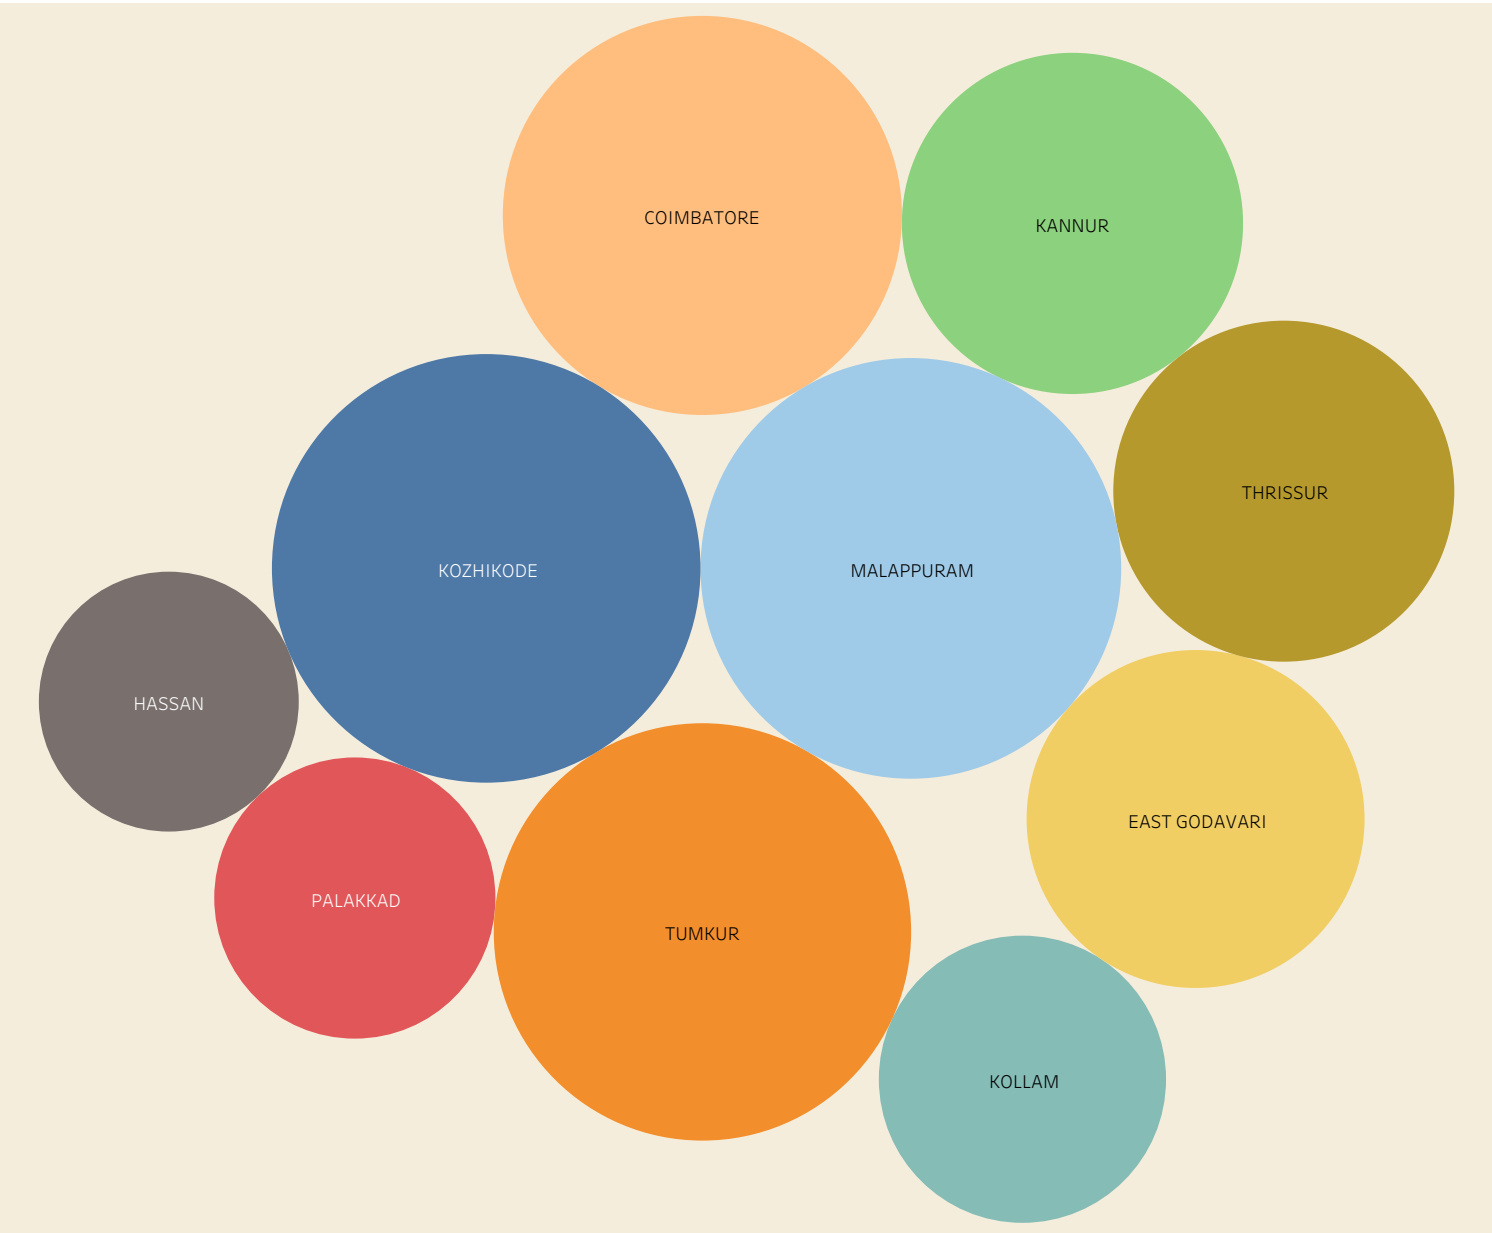 COIMBATORE
KANNUR
THRISSUR
KOZHIKODE
MALAPPURAM
HASSAN
EAST GODAVARI
PALAKKAD
TUMKUR
KOLLAM